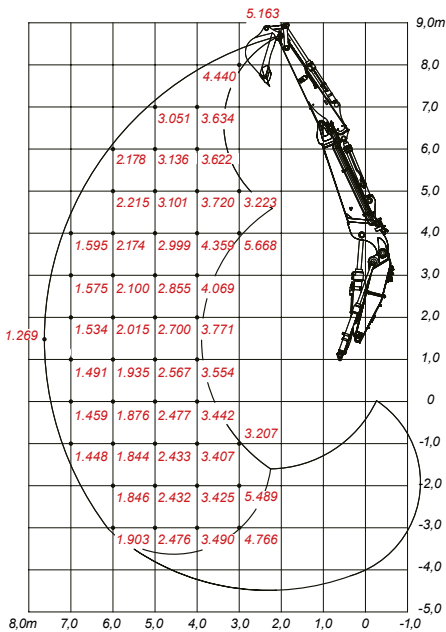 5.163
9,0m
4.440
8,0
3.051 3.634
7,0
2.178 3.136 3.622
6,0
2.215 3.101 3.720 3.223
5,0
1.595 2.174 2.999 4.359 5.668
4,0
1.575 2.100 2.855 4.069
3,0
1.534 2.015 2.700 3.771
2,0
1.269
1.491 1.935 2.567 3.554
1,0
1.459 1.876 2.477 3.442
0
3.207
1.448 1.844 2.433 3.407
-1,0
1.846 2.432 3.425 5.489
-2,0
1.903 2.476 3.490 4.766
-3,0
-4,0
-5,0
8,0m 7,0 6,0 5,0 4,0 3,0 2,0 1,0 0 -1,0